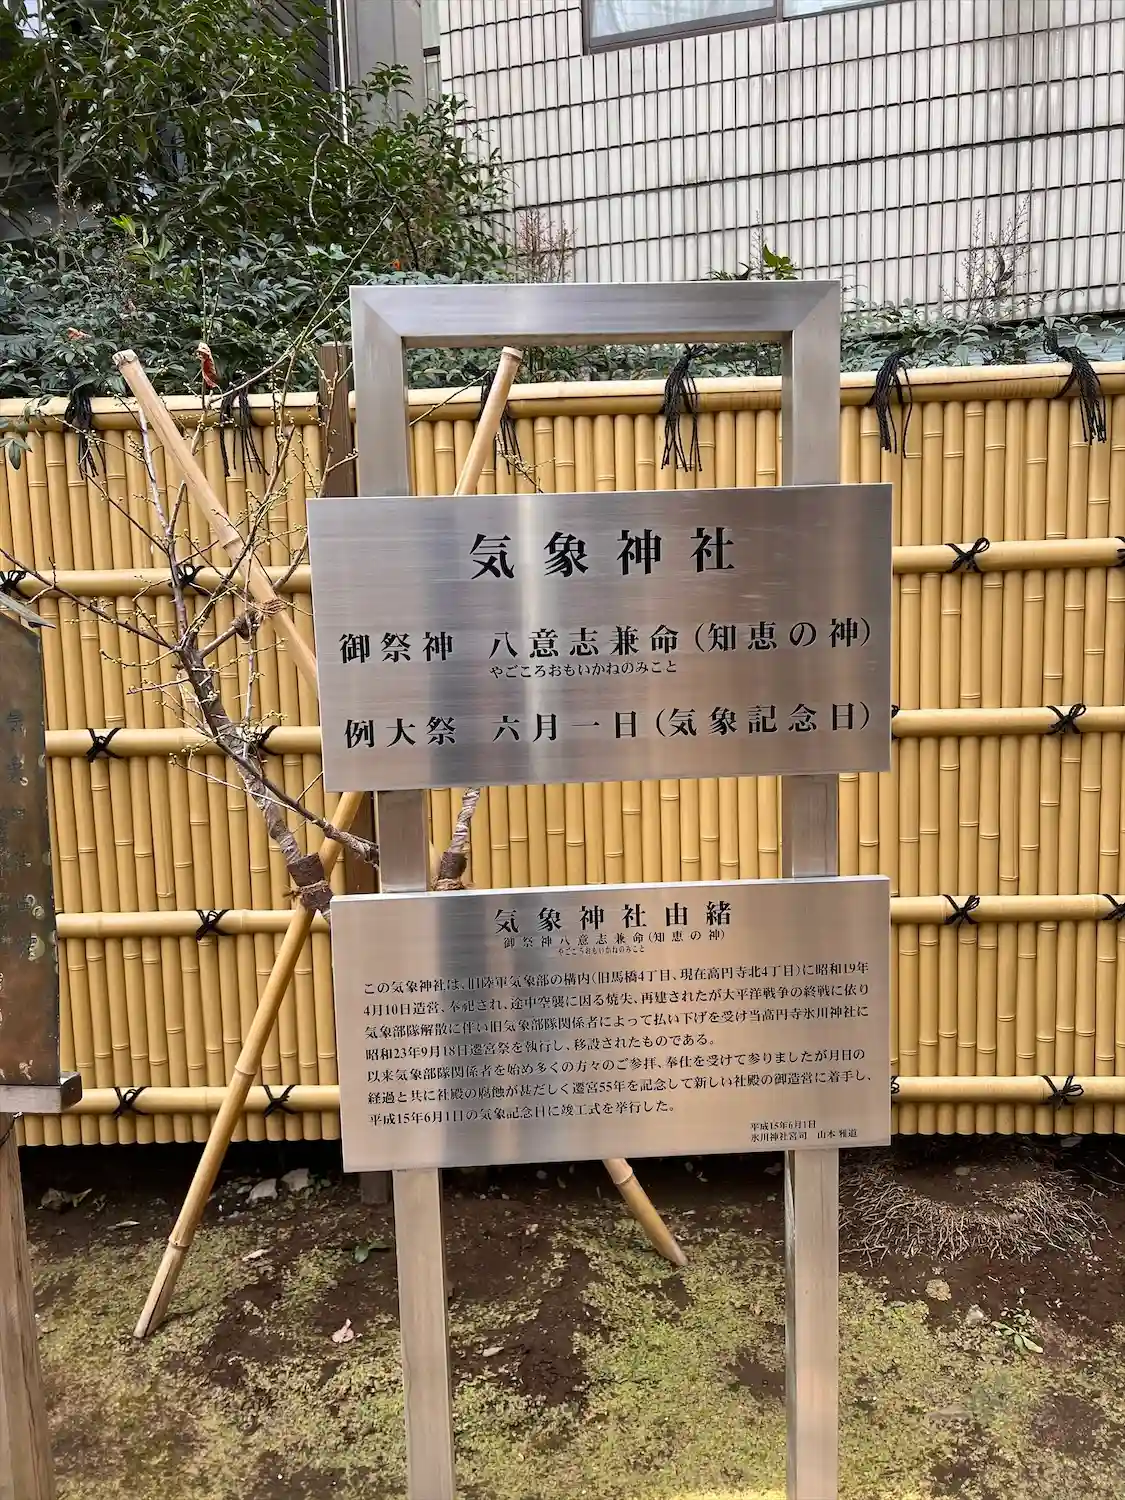 気象神社
御祭神 八意志兼命(知恵の神)
やごころおもいかねのみこと
例大祭 六月一日(気象記念日)
気象神社由緒
御祭神八意志兼命(知恵の神)
やごころおもいかねのみこと
この気象神社は、旧陸軍気象部の構内(旧馬橋4丁目、現在高円寺北4丁目)に昭和19年
4月10日造営、奉祀され、途中空襲に因る焼失、再建されたが太平洋戦争の終戦に依り
気象部隊解散に伴い旧気象部隊関係者によって払い下げを受け当高円寺氷川神社に
昭和23年9月18日遷宮祭を執行し、移設されたものである。
以来気象部隊関係者を始め多くの方々のご参拝、奉仕を受けて参りましたが月日の
経過と共に社殿の腐蝕が甚だしく遷宮55年を記念して新しい社殿の御造営に着手し、
平成15年6月1日の気象記念日に竣工式を挙行した。
平成15年6月1日
氷川神社宮司 山本 雅道